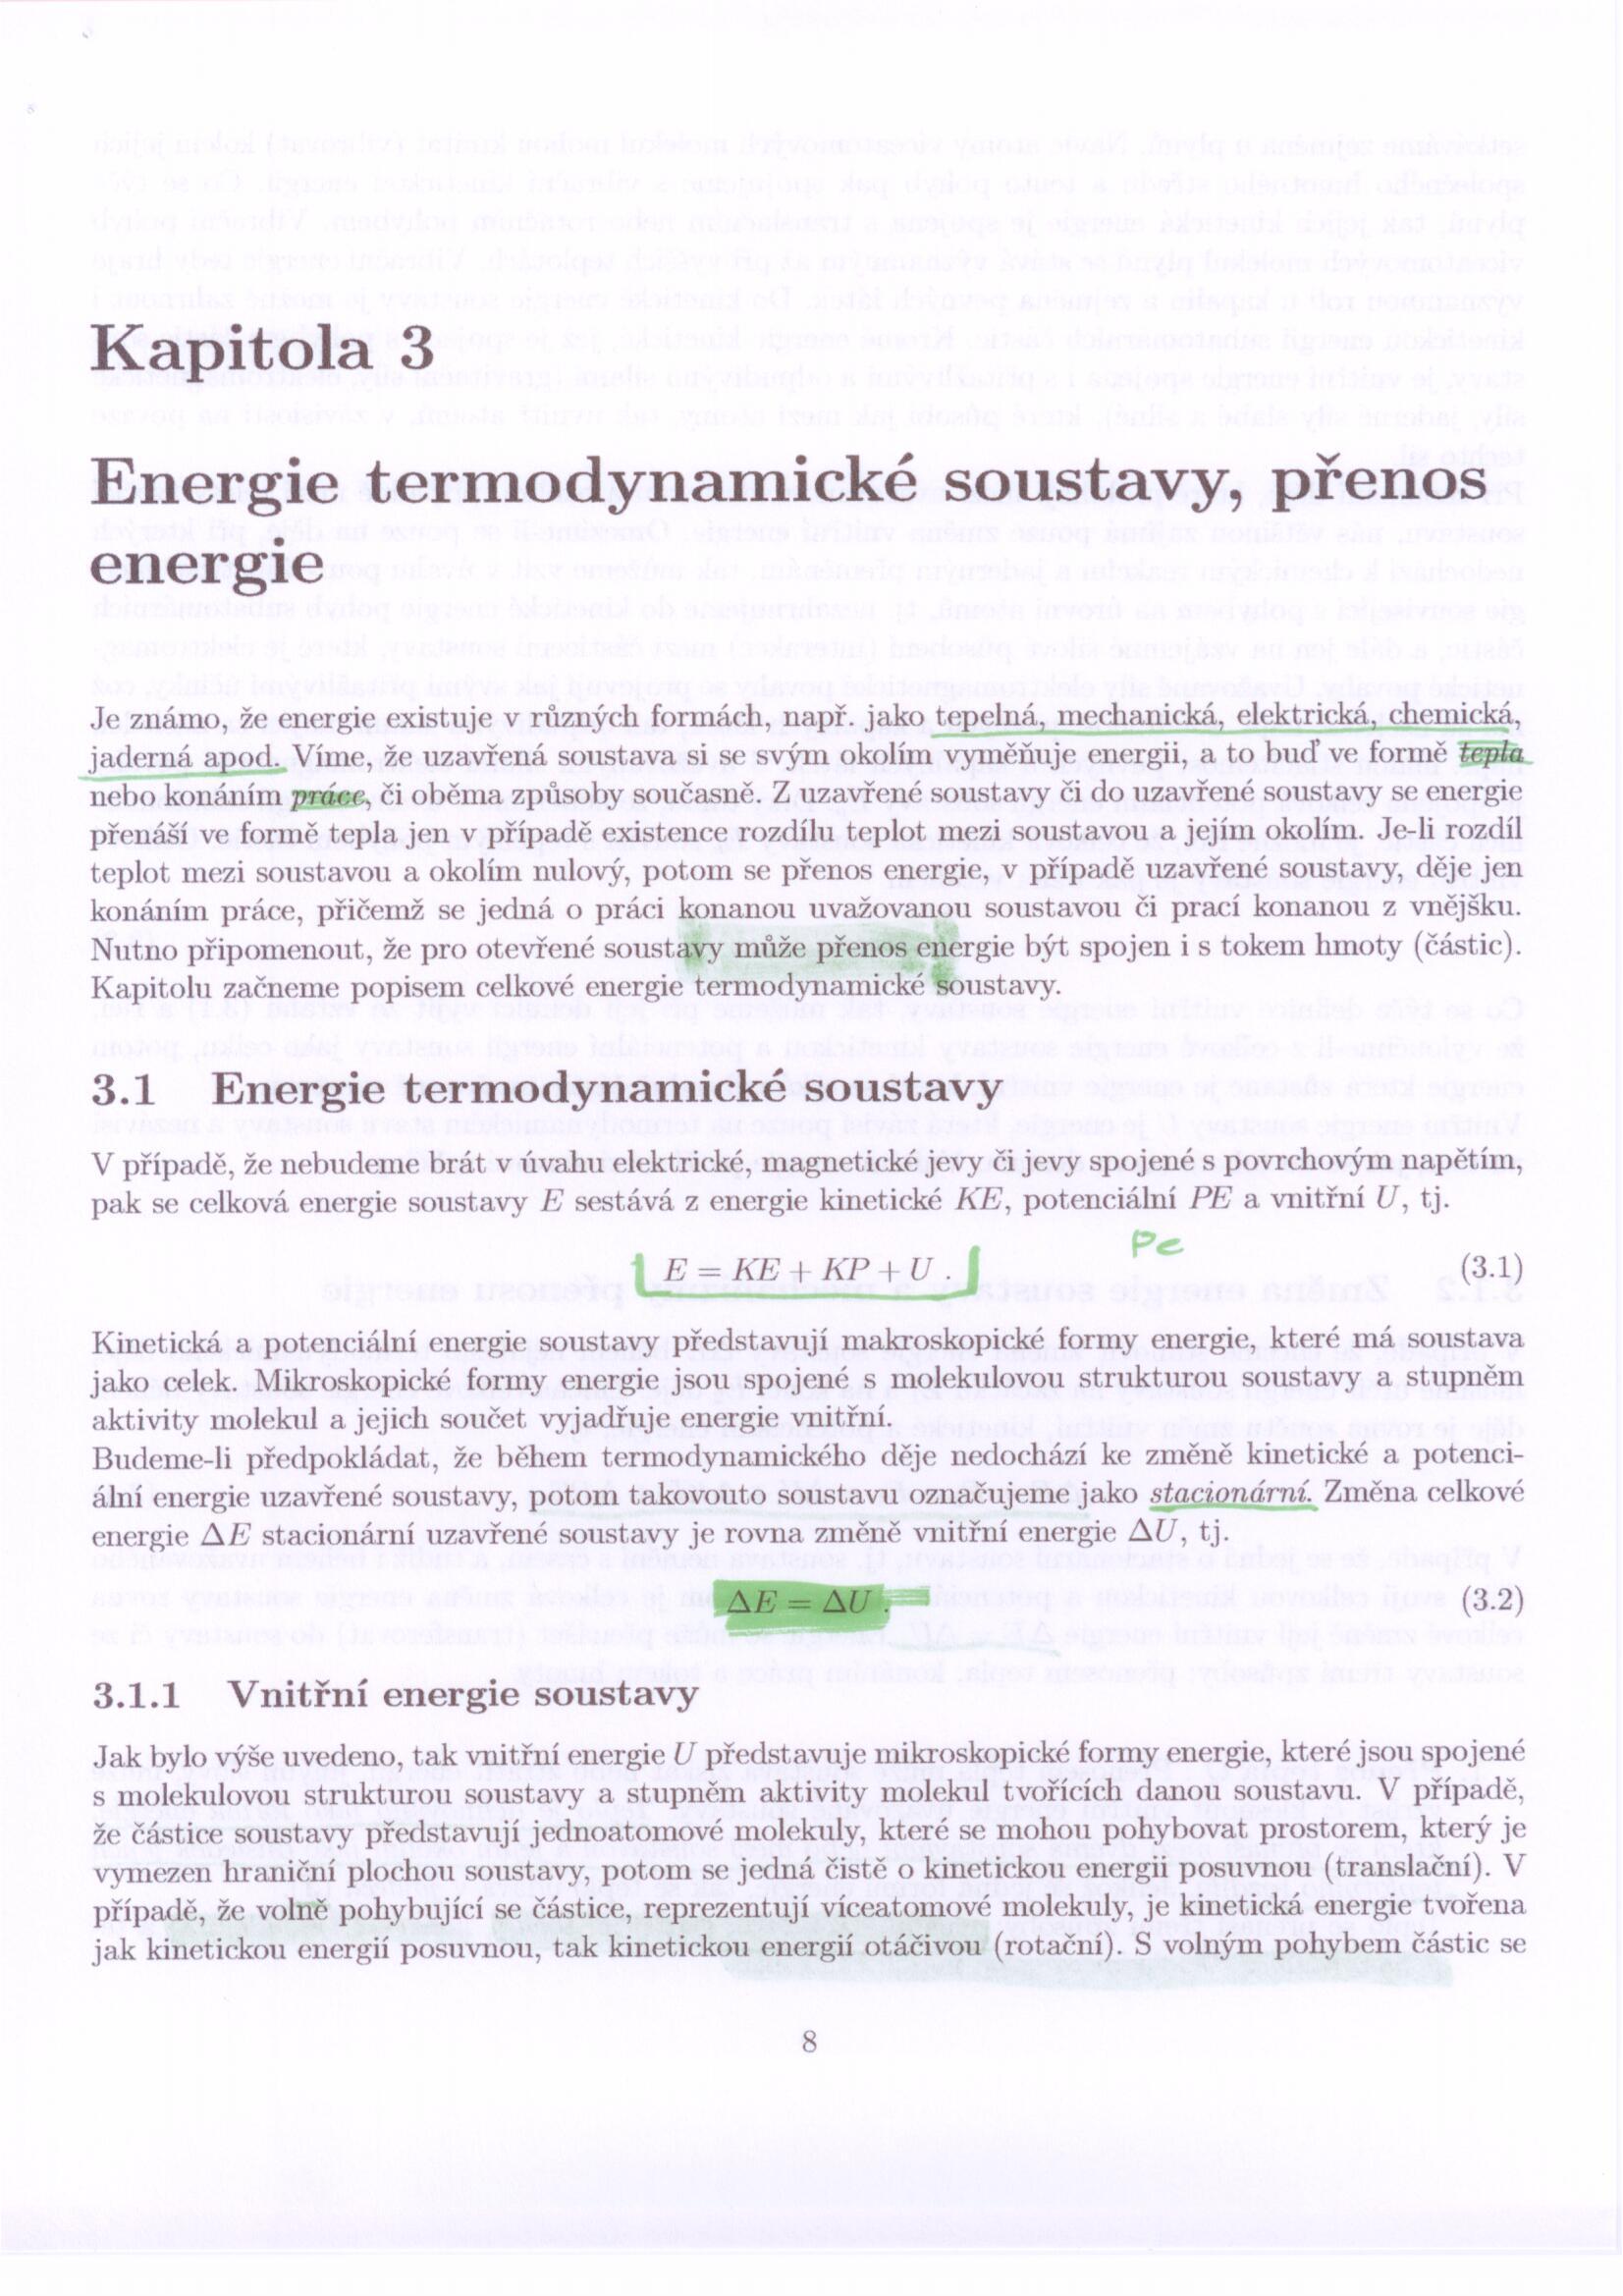 Kapitola 3
Energie termodynamické soustavy, přenos
energie
Je známo, že energie existuje v různých formách, např. jako tepelná, mechanická, elektrická, chemická,
jaderná apod. Víme, že uzavřená soustava si se svým okolím vyměňuje energii, a to buď ve formě tepla
nebo konáním práce, či oběma způsoby současně. Z uzavřené soustavy či do uzavřené soustavy se energie
přenáší ve formě tepla jen v případě existence rozdílu teplot mezi soustavou a jejím okolím. Je-li rozdíl
teplot mezi soustavou a okolím nulový, potom se přenos energie, v případě uzavřené soustavy, děje jen
konáním práce, přičemž se jedná o práci konanou uvažovanou soustavou či prací konanou z vnějšku.
Nutno připomenout, že pro otevřené soustavy může přenos energie být spojen i s tokem hmoty (částic).
Kapitolu začneme popisem celkové energie termodynamické soustavy.
3.1 Energie termodynamické soustavy
V případě, že nebudeme brát v úvahu elektrické, magnetické jevy či jevy spojené s povrchovým napětím,
pak se celková energie soustavy E sestává z energie kinetické KE, potenciální PE a vnitřní U, tj.
Pe
E = KE + KP + U . (3.1)
Kinetická a potenciální energie soustavy představují makroskopické formy energie, které má soustava
jako celek. Mikroskopické formy energie jsou spojené s molekulovou strukturou soustavy a stupněm
aktivity molekul a jejich součet vyjadřuje energie vnitřní.
Budeme-li předpokládat, že během termodynamického děje nedochází ke změně kinetické a potenci-
ální energie uzavřené soustavy, potom takovouto soustavu označujeme jako stacionární. Změna celkové
energie ΔE stacionární uzavřené soustavy je rovna změně vnitřní energie ΔU, tj.
ΔE = ΔU . (3.2)
3.1.1 Vnitřní energie soustavy
Jak bylo výše uvedeno, tak vnitřní energie U představuje mikroskopické formy energie, které jsou spojené
s molekulovou strukturou soustavy a stupněm aktivity molekul tvořících danou soustavu. V případě,
že částice soustavy představují jednoatomové molekuly, které se mohou pohybovat prostorem, který je
vymezen hraniční plochou soustavy, potom se jedná čistě o kinetickou energii posuvnou (translační). V
případě, že volně pohybující se částice, reprezentují víceatomové molekuly, je kinetická energie tvořena
jak kinetickou energií posuvnou, tak kinetickou energií otáčivou (rotační). S volným pohybem částic se
8